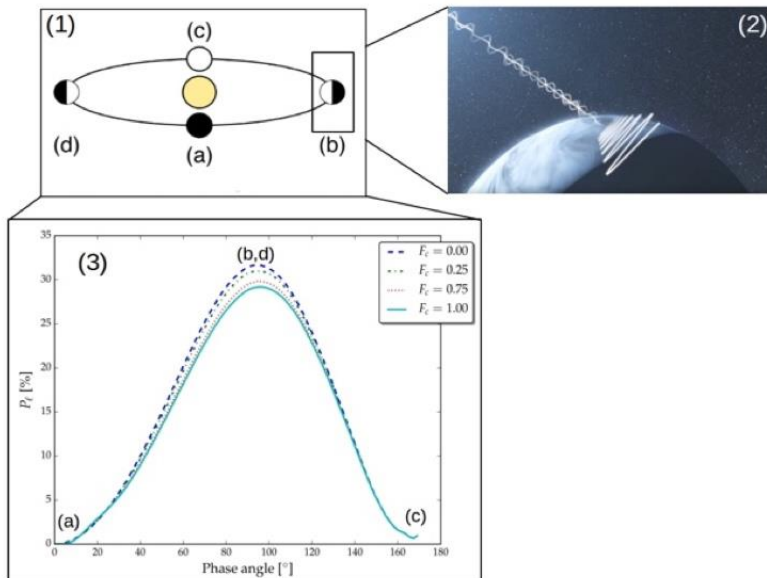 (1)
(c)
(d)
(a)
(b)
(2)
(3)
(b,d)
F_c = 0.00
F_c = 0.25
F_c = 0.75
F_c = 1.00
35
30
25
20
15
10
5
0
P_ℓ [%]
(a)
(c)
0 20 40 60 80 100 120 140 160 180
Phase angle [°]